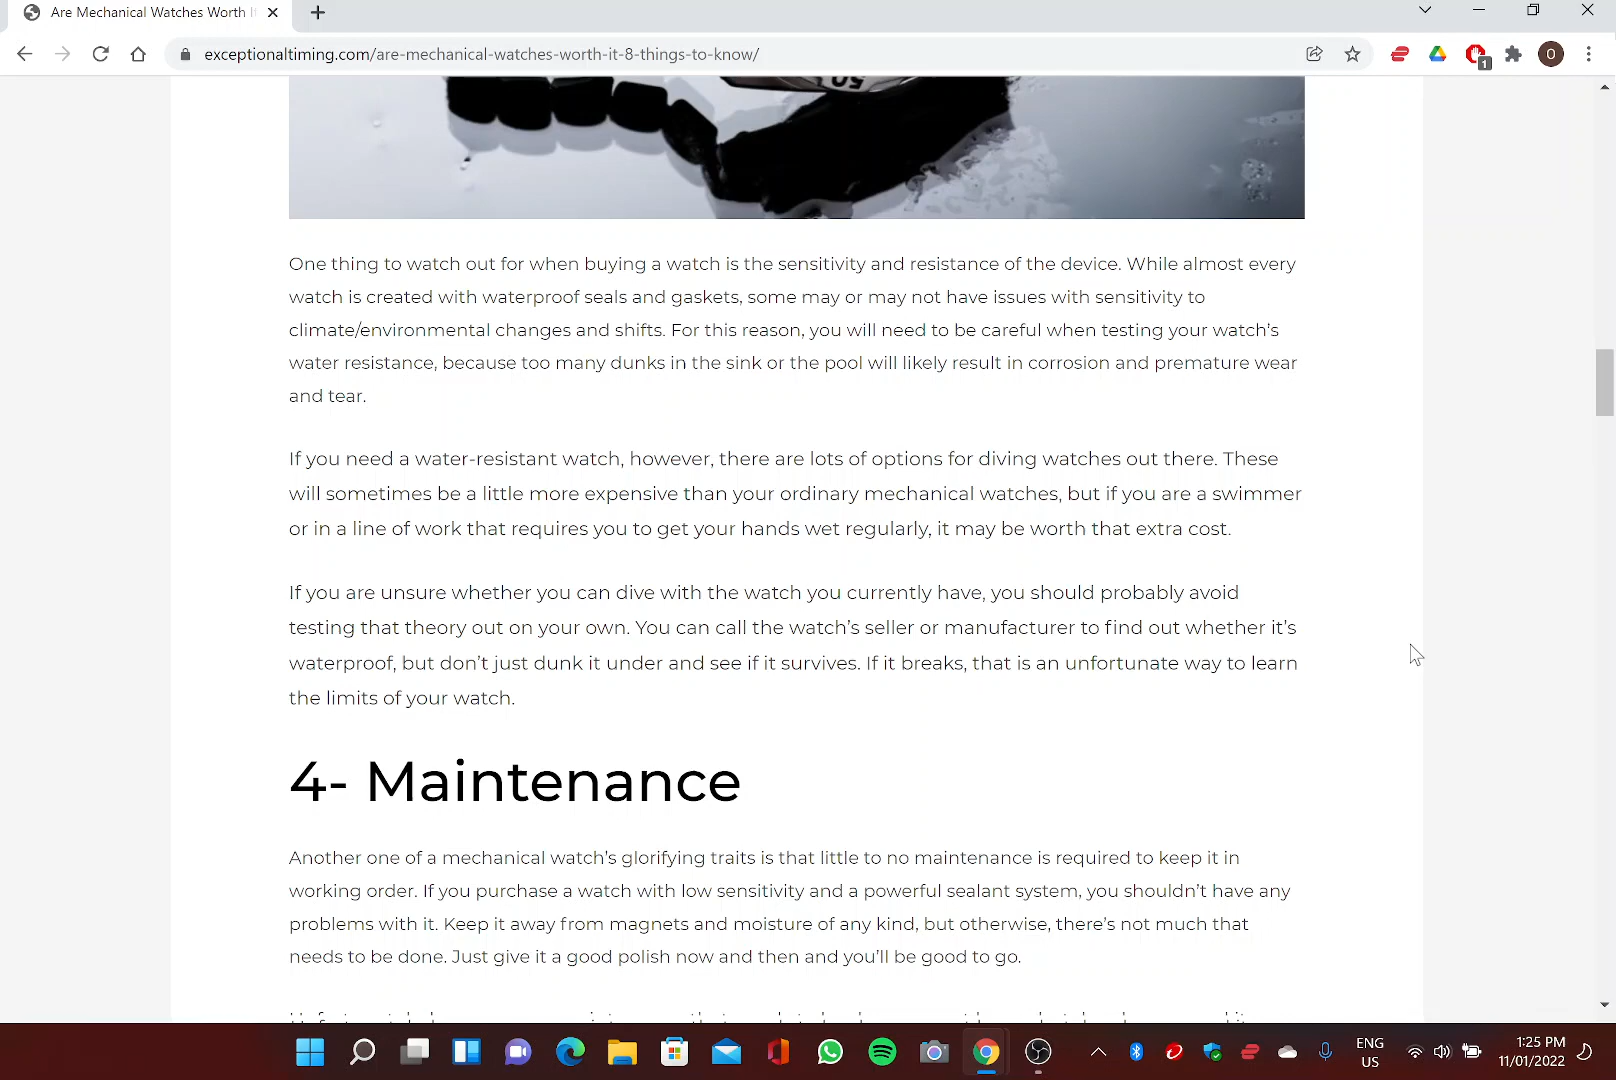 Are Mechanical Watches Worth I
exceptionaltiming.com/are-mechanical-watches-worth-it-8-things-to-know/
1
O
50
One thing to watch out for when buying a watch is the sensitivity and resistance of the device. While almost every
watch is created with waterproof seals and gaskets, some may or may not have issues with sensitivity to
climate/environmental changes and shifts. For this reason, you will need to be careful when testing your watch's
water resistance, because too many dunks in the sink or the pool will likely result in corrosion and premature wear
and tear.
If you need a water-resistant watch, however, there are lots of options for diving watches out there. These
will sometimes be a little more expensive than your ordinary mechanical watches, but if you are a swimmer
or in a line of work that requires you to get your hands wet regularly, it may be worth that extra cost.
If you are unsure whether you can dive with the watch you currently have, you should probably avoid
testing that theory out on your own. You can call the watch's seller or manufacturer to find out whether it's
waterproof, but don't just dunk it under and see if it survives. If it breaks, that is an unfortunate way to learn
the limits of your watch.
4- Maintenance
Another one of a mechanical watch's glorifying traits is that little to no maintenance is required to keep it in
working order. If you purchase a watch with low sensitivity and a powerful sealant system, you shouldn't have any
problems with it. Keep it away from magnets and moisture of any kind, but otherwise, there's not much that
needs to be done. Just give it a good polish now and then and you'll be good to go.
ENG
US
1:25 PM
11/01/2022